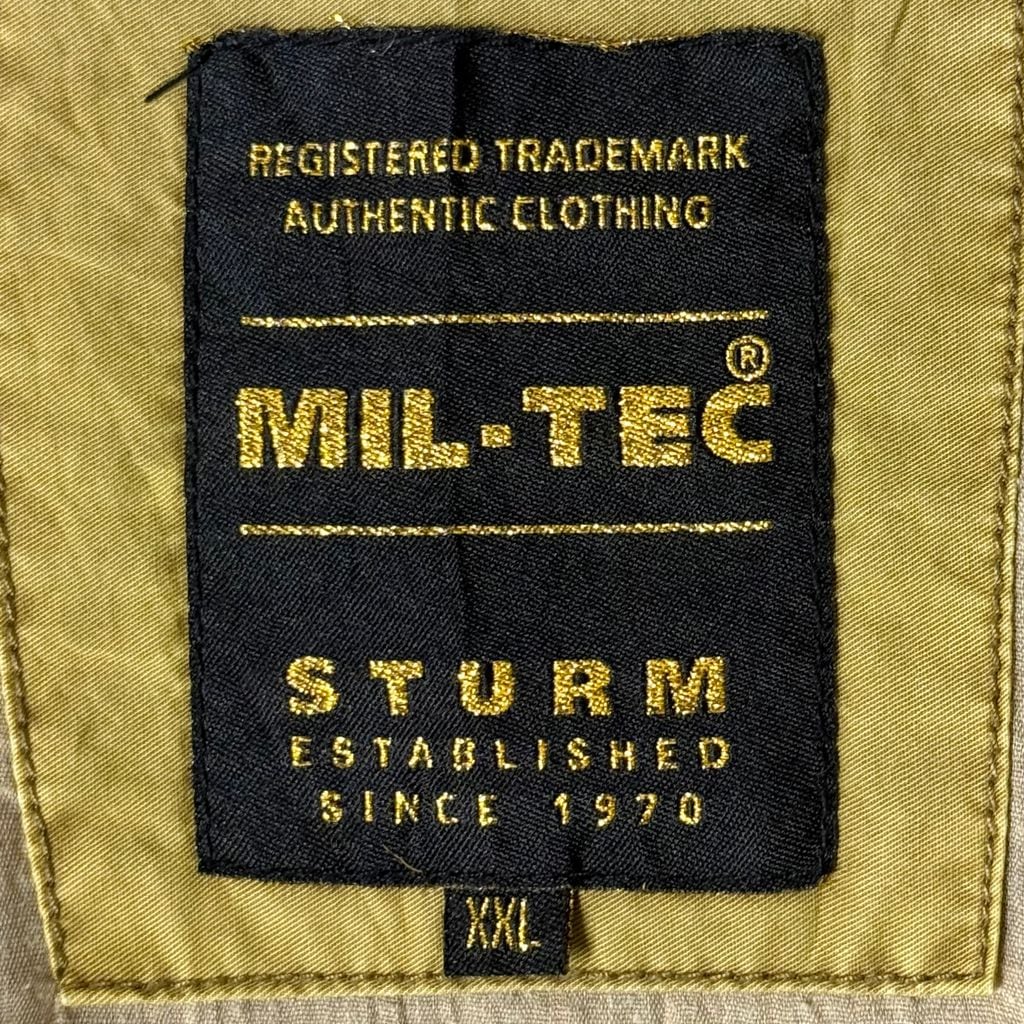 REGISTERED TRADEMARK
AUTHENTIC CLOTHING
MIL-TEC®
STURM
ESTABLISHED
SINCE 1970
XXL